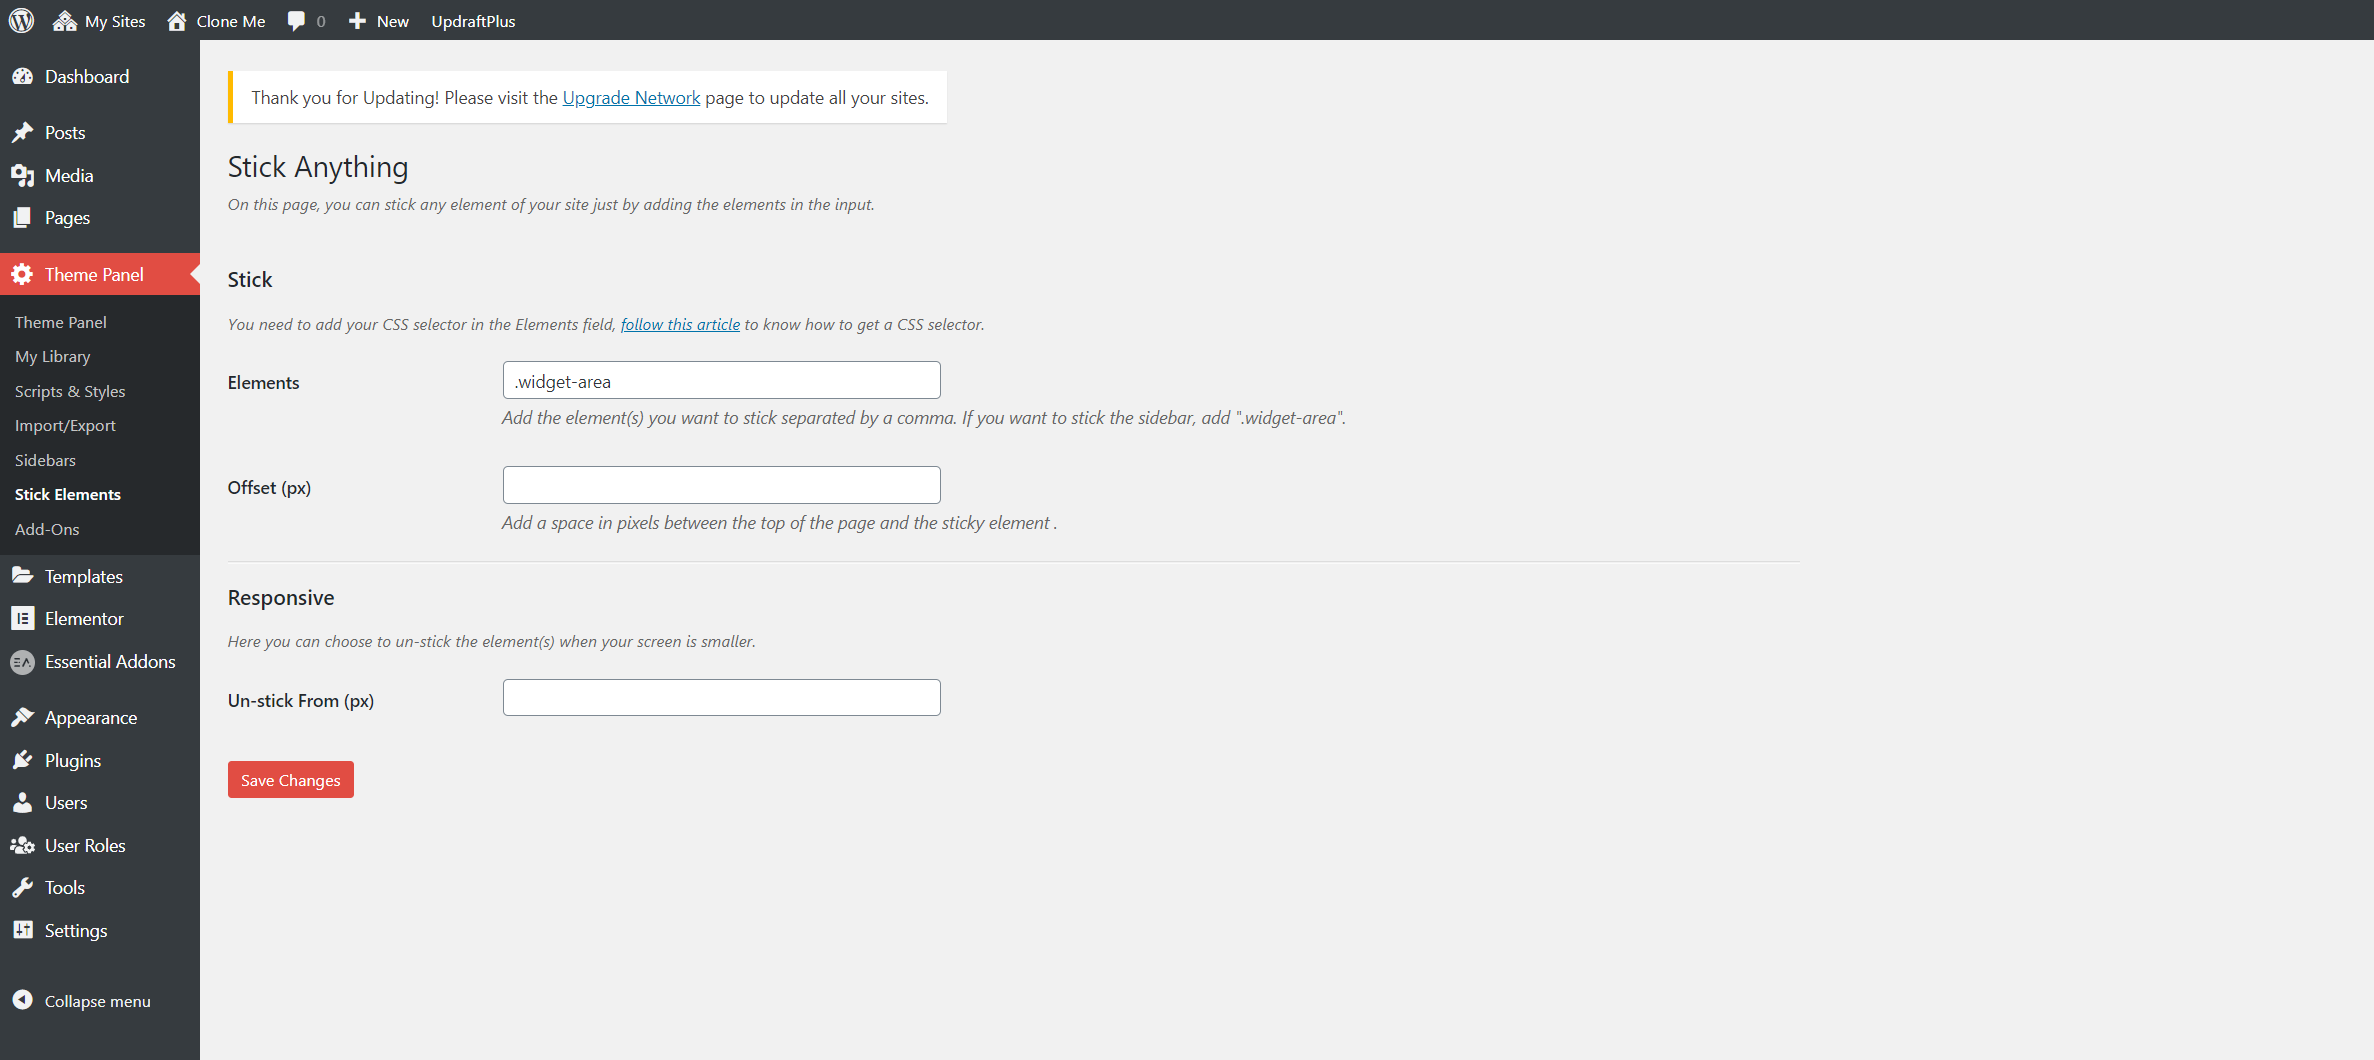 My Sites Clone Me 0 New UpdraftPlus
Dashboard
Posts
Media
Pages
Theme Panel
Theme Panel
My Library
Scripts & Styles
Import/Export
Sidebars
Stick Elements
Add-Ons
Templates
Elementor
Essential Addons
Appearance
Plugins
Users
User Roles
Tools
Settings
Collapse menu
Thank you for Updating! Please visit the Upgrade Network page to update all your sites.
Stick Anything
On this page, you can stick any element of your site just by adding the elements in the input.
Stick
You need to add your CSS selector in the Elements field, follow this article to know how to get a CSS selector.
Elements .widget-area
Add the element(s) you want to stick separated by a comma. If you want to stick the sidebar, add ".widget-area".
Offset (px)
Add a space in pixels between the top of the page and the sticky element .
Responsive
Here you can choose to un-stick the element(s) when your screen is smaller.
Un-stick From (px)
Save Changes